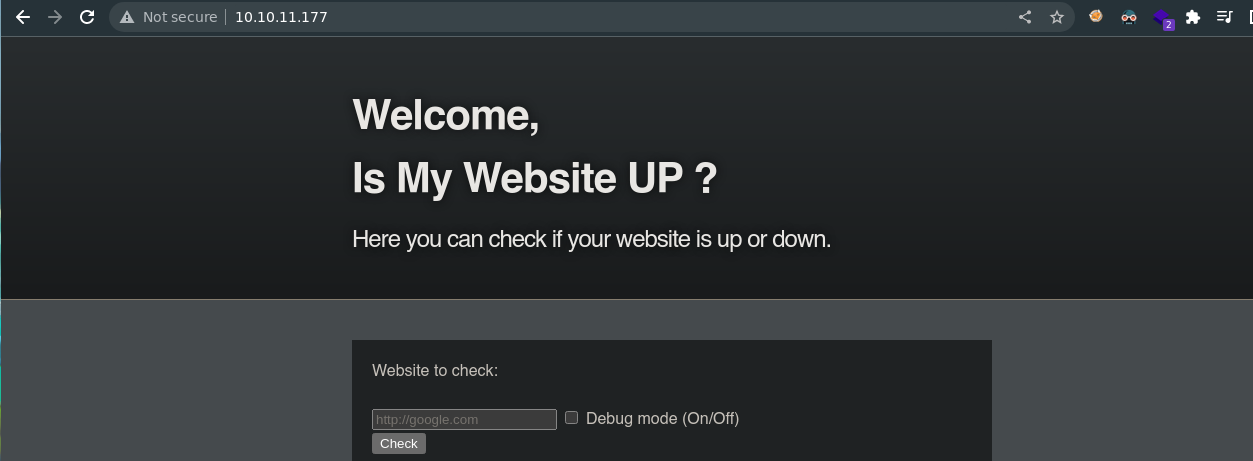 Not secure | 10.10.11.177
2
Welcome,
Is My Website UP ?
Here you can check if your website is up or down.
Website to check:
http://google.com Debug mode (On/Off)
Check